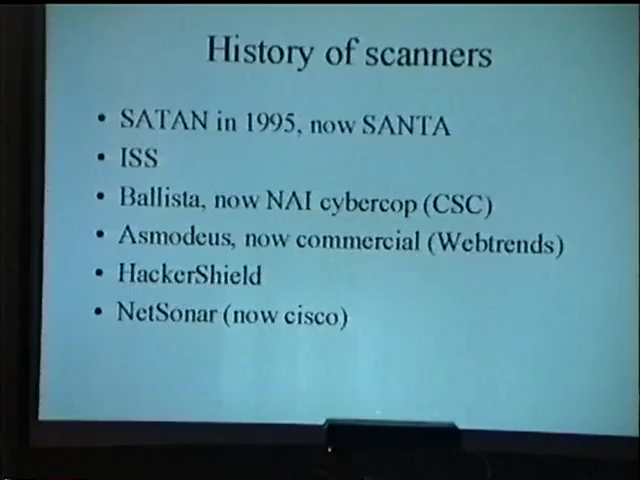 History of scanners
• SATAN in 1995, now SANTA
• ISS
• Ballista, now NAI cybercop (CSC)
• Asmodeus, now commercial (Webtrends)
• HackerShield
• NetSonar (now cisco)